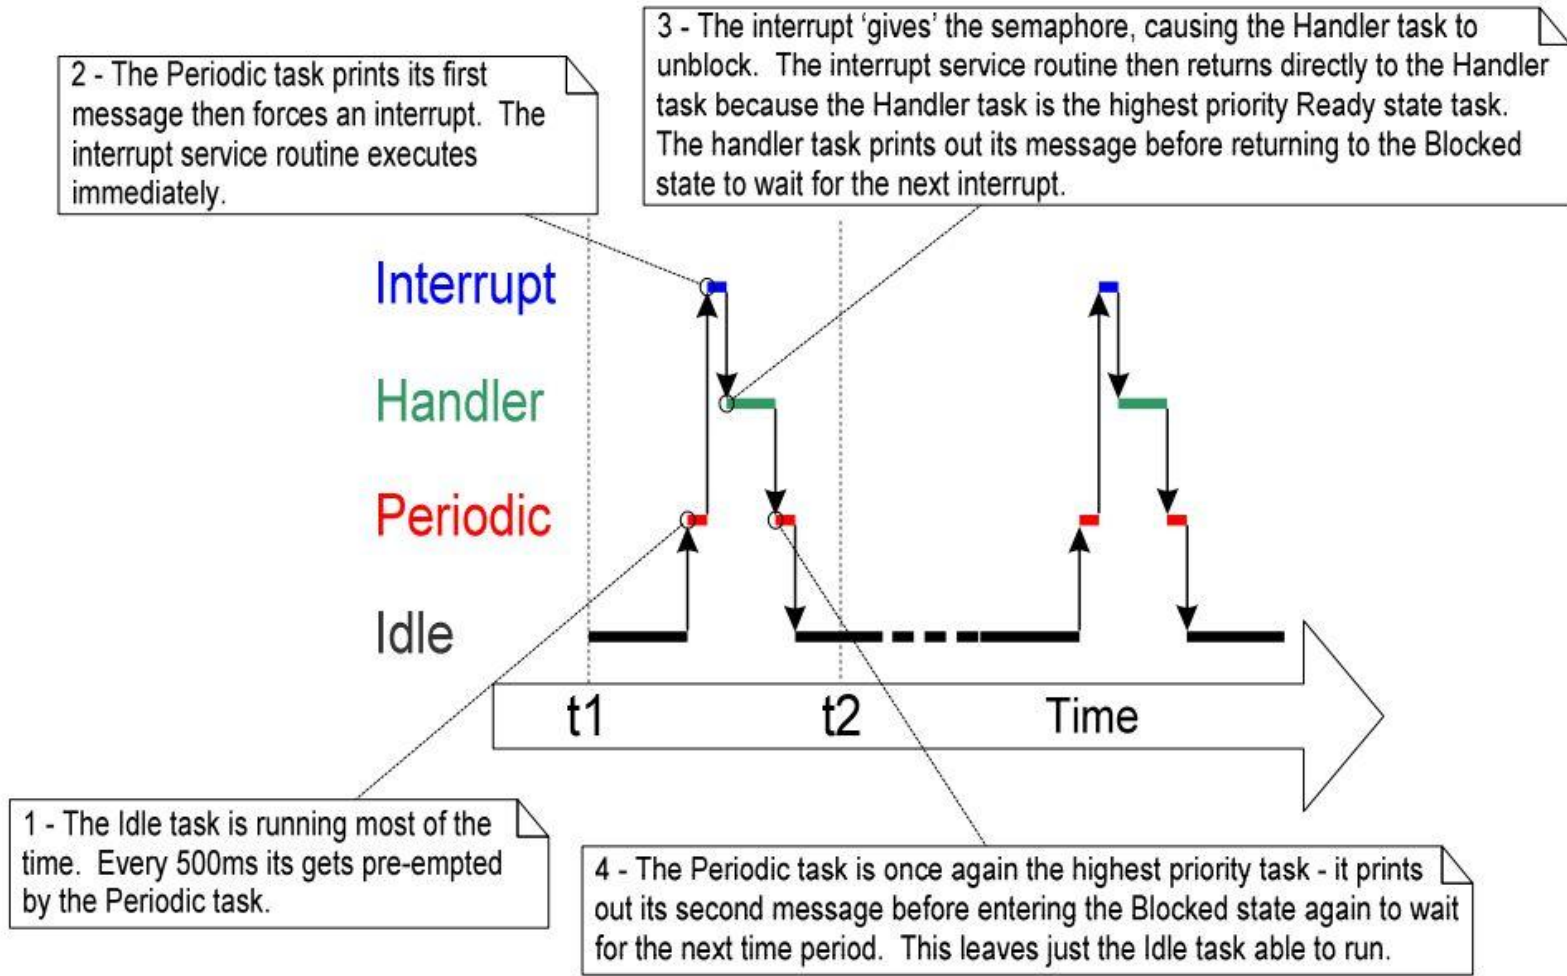 2 - The Periodic task prints its first
message then forces an interrupt.  The
interrupt service routine executes
immediately.
3 - The interrupt ‘gives’ the semaphore, causing the Handler task to
unblock.  The interrupt service routine then returns directly to the Handler
task because the Handler task is the highest priority Ready state task.
The handler task prints out its message before returning to the Blocked
state to wait for the next interrupt.
Interrupt
Handler
Periodic
Idle
t1
t2
Time
1 - The Idle task is running most of the
time.  Every 500ms its gets pre-empted
by the Periodic task.
4 - The Periodic task is once again the highest priority task - it prints
out its second message before entering the Blocked state again to wait
for the next time period.  This leaves just the Idle task able to run.